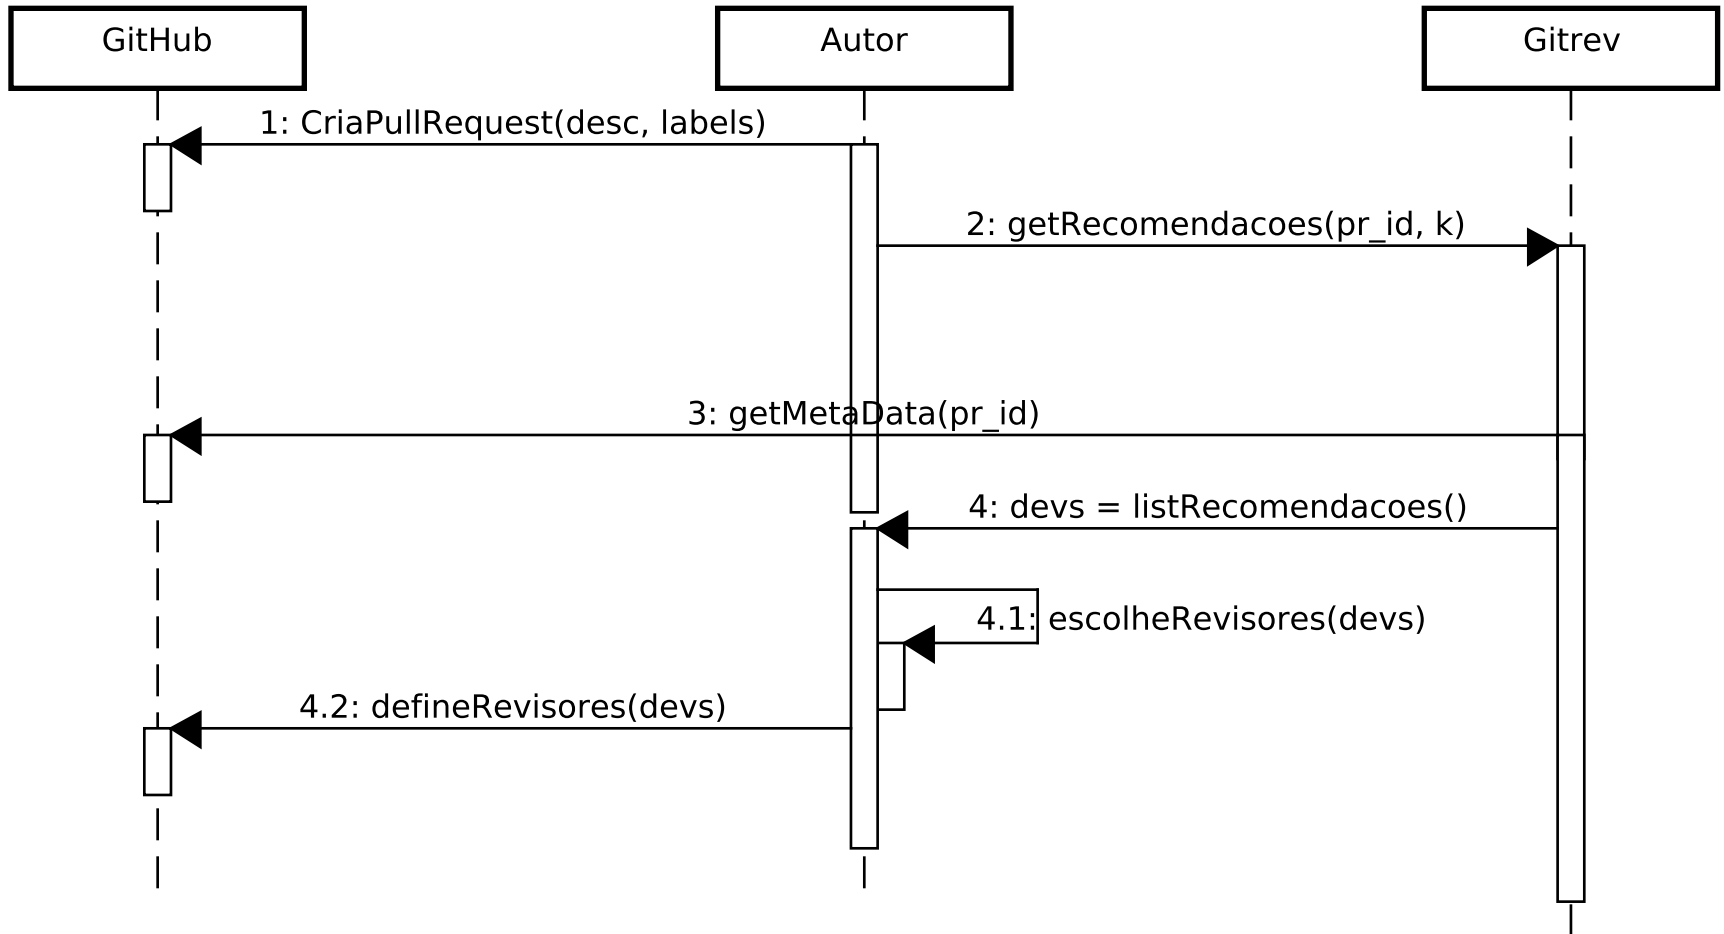 GitHub
Autor
Gitrev
1: CriaPullRequest(desc, labels)
2: getRecomendacoes(pr_id, k)
3: getMetaData(pr_id)
4: devs = listRecomendacoes()
4.1: escolheRevisores(devs)
4.2: defineRevisores(devs)